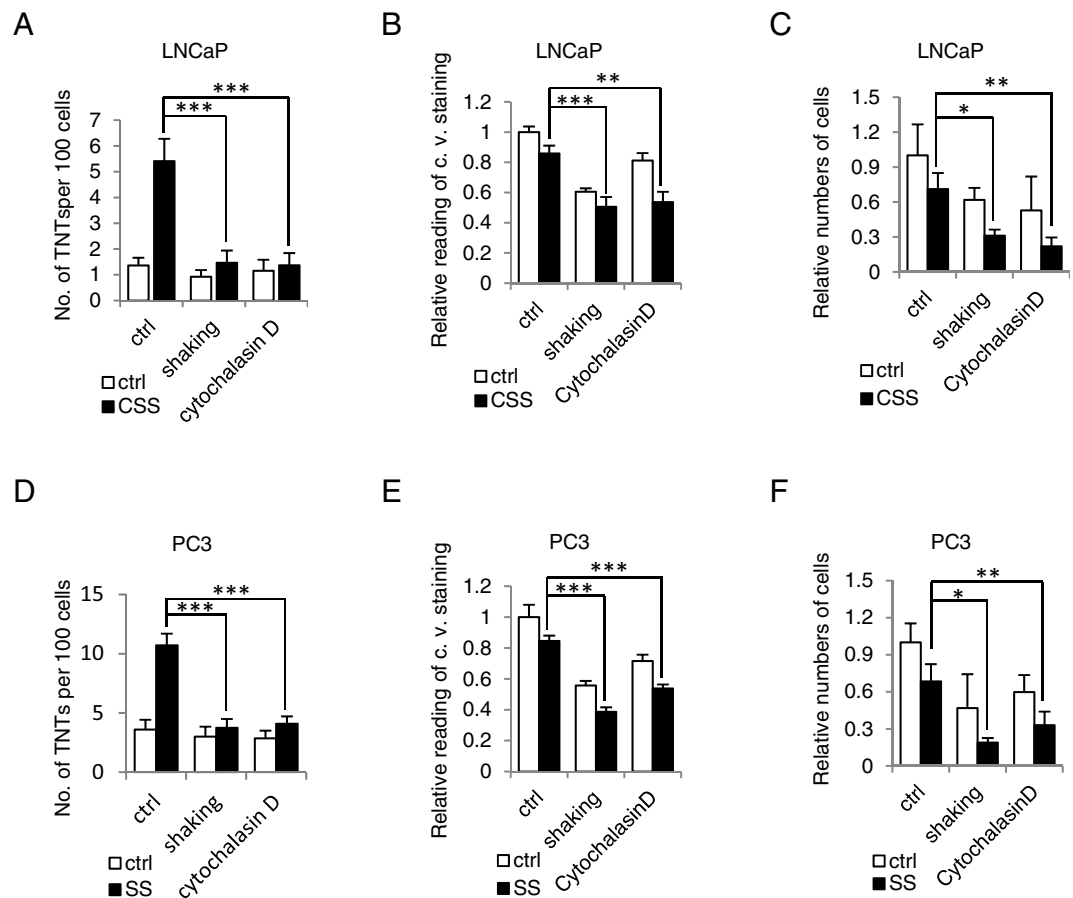 A
LNCaP
No. of TNTsper 100 cells
7
6
5
4
3
2
1
0
***
***
ctrl
shaking
cytochalasin D
ctrl
CSS
B
LNCaP
Relative reading of c. v. staining
1.2
1
0.8
0.6
0.4
0.2
0
**
***
ctrl
shaking
CytochalasinD
ctrl
CSS
C
LNCaP
Relative numbers of cells
1.5
1.2
0.9
0.6
0.3
0
**
*
ctrl
shaking
CytochalasinD
ctrl
CSS
D
PC3
No. of TNTs per 100 cells
15
10
5
0
***
***
ctrl
shaking
cytochalasin D
ctrl
SS
E
PC3
Relative reading of c. v. staining
1.2
1
0.8
0.6
0.4
0.2
0
***
***
ctrl
shaking
CytochalasinD
ctrl
SS
F
PC3
Relative numbers of cells
1.5
1.2
0.9
0.6
0.3
0
**
*
ctrl
shaking
CytochalasinD
ctrl
SS